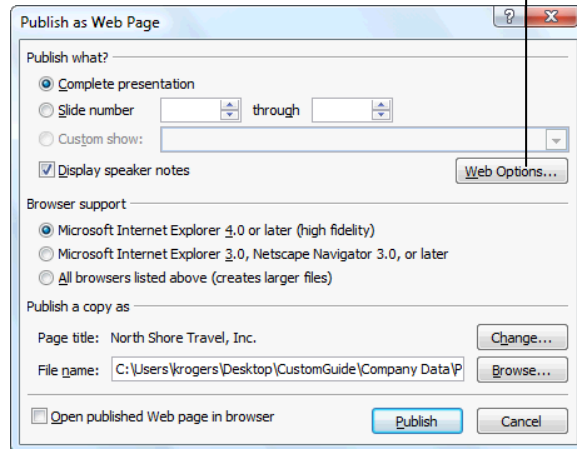 Publish as Web Page
Publish what?
Complete presentation
Slide number through
Custom show:
Display speaker notes Web Options...
Browser support
Microsoft Internet Explorer 4.0 or later (high fidelity)
Microsoft Internet Explorer 3.0, Netscape Navigator 3.0, or later
All browsers listed above (creates larger files)
Publish a copy as
Page title: North Shore Travel, Inc. Change...
File name: C:\Users\krogers\Desktop\CustomGuide\Company Data\P Browse...
Open published Web page in browser Publish Cancel